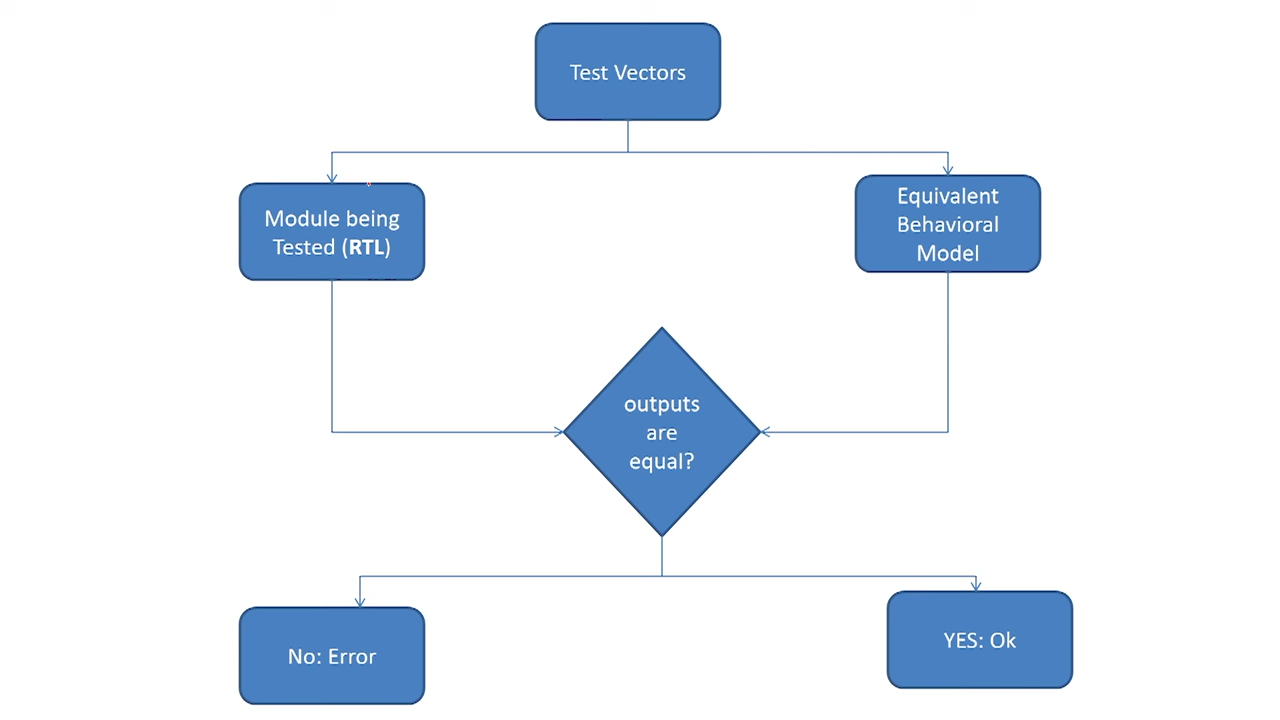 Test Vectors
Module being
Tested (RTL)
Equivalent
Behavioral
Model
outputs
are
equal?
No: Error
YES: Ok